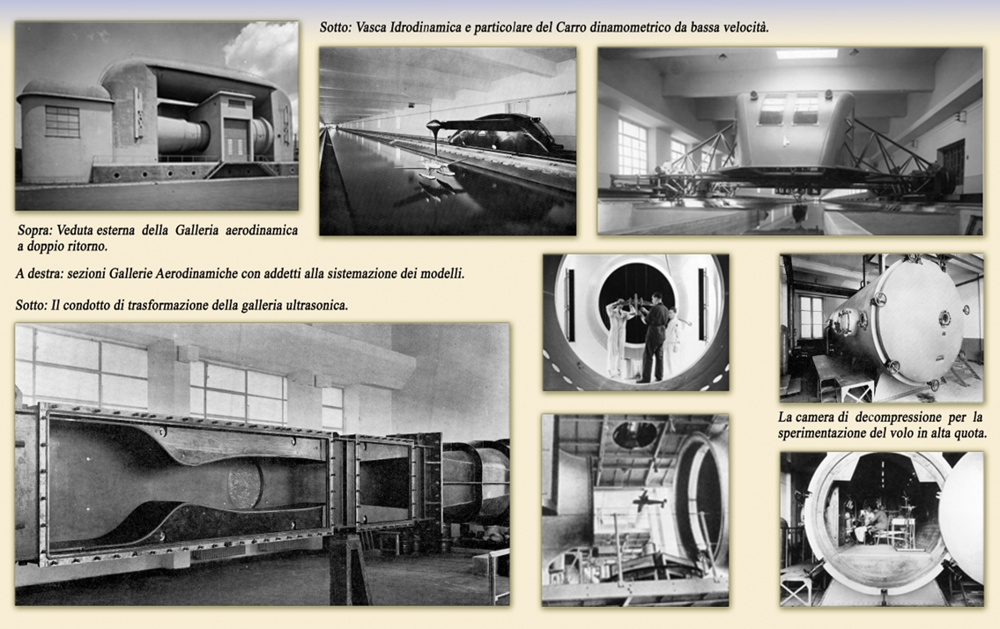 Sotto: Vasca Idrodinamica e particolare del Carro dinamometrico da bassa velocità.
Sopra: Veduta esterna della Galleria aerodinamica
a doppio ritorno.
A destra: sezioni Gallerie Aerodinamiche con addetti alla sistemazione dei modelli.
Sotto: Il condotto di trasformazione della galleria ultrasonica.
La camera di decompressione per la
sperimentazione del volo in alta quota.